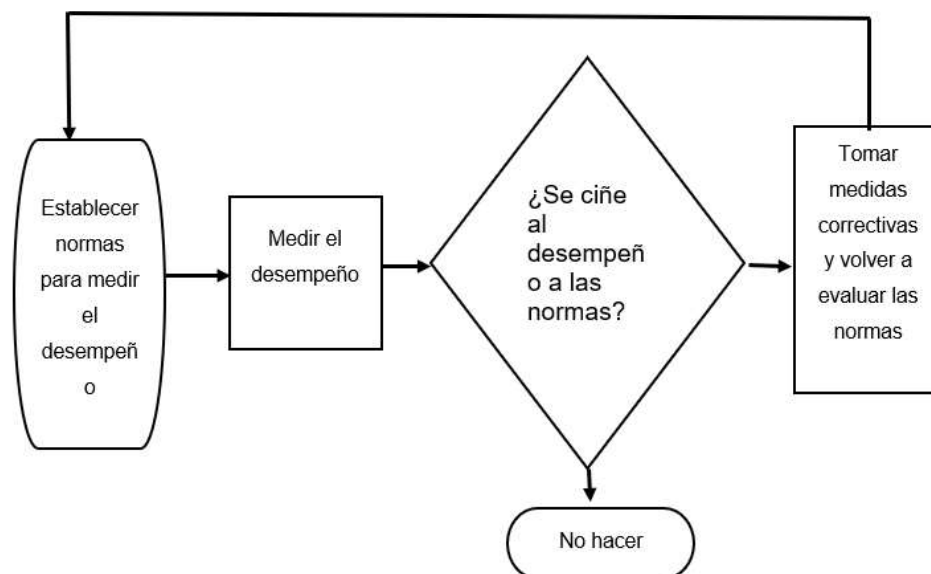 Establecer
normas
para medir
el
desempeñ
o
Medir el
desempeño
¿Se ciñe
al
desempeñ
o a las
normas?
Tomar
medidas
correctivas
y volver a
evaluar las
normas
No hacer